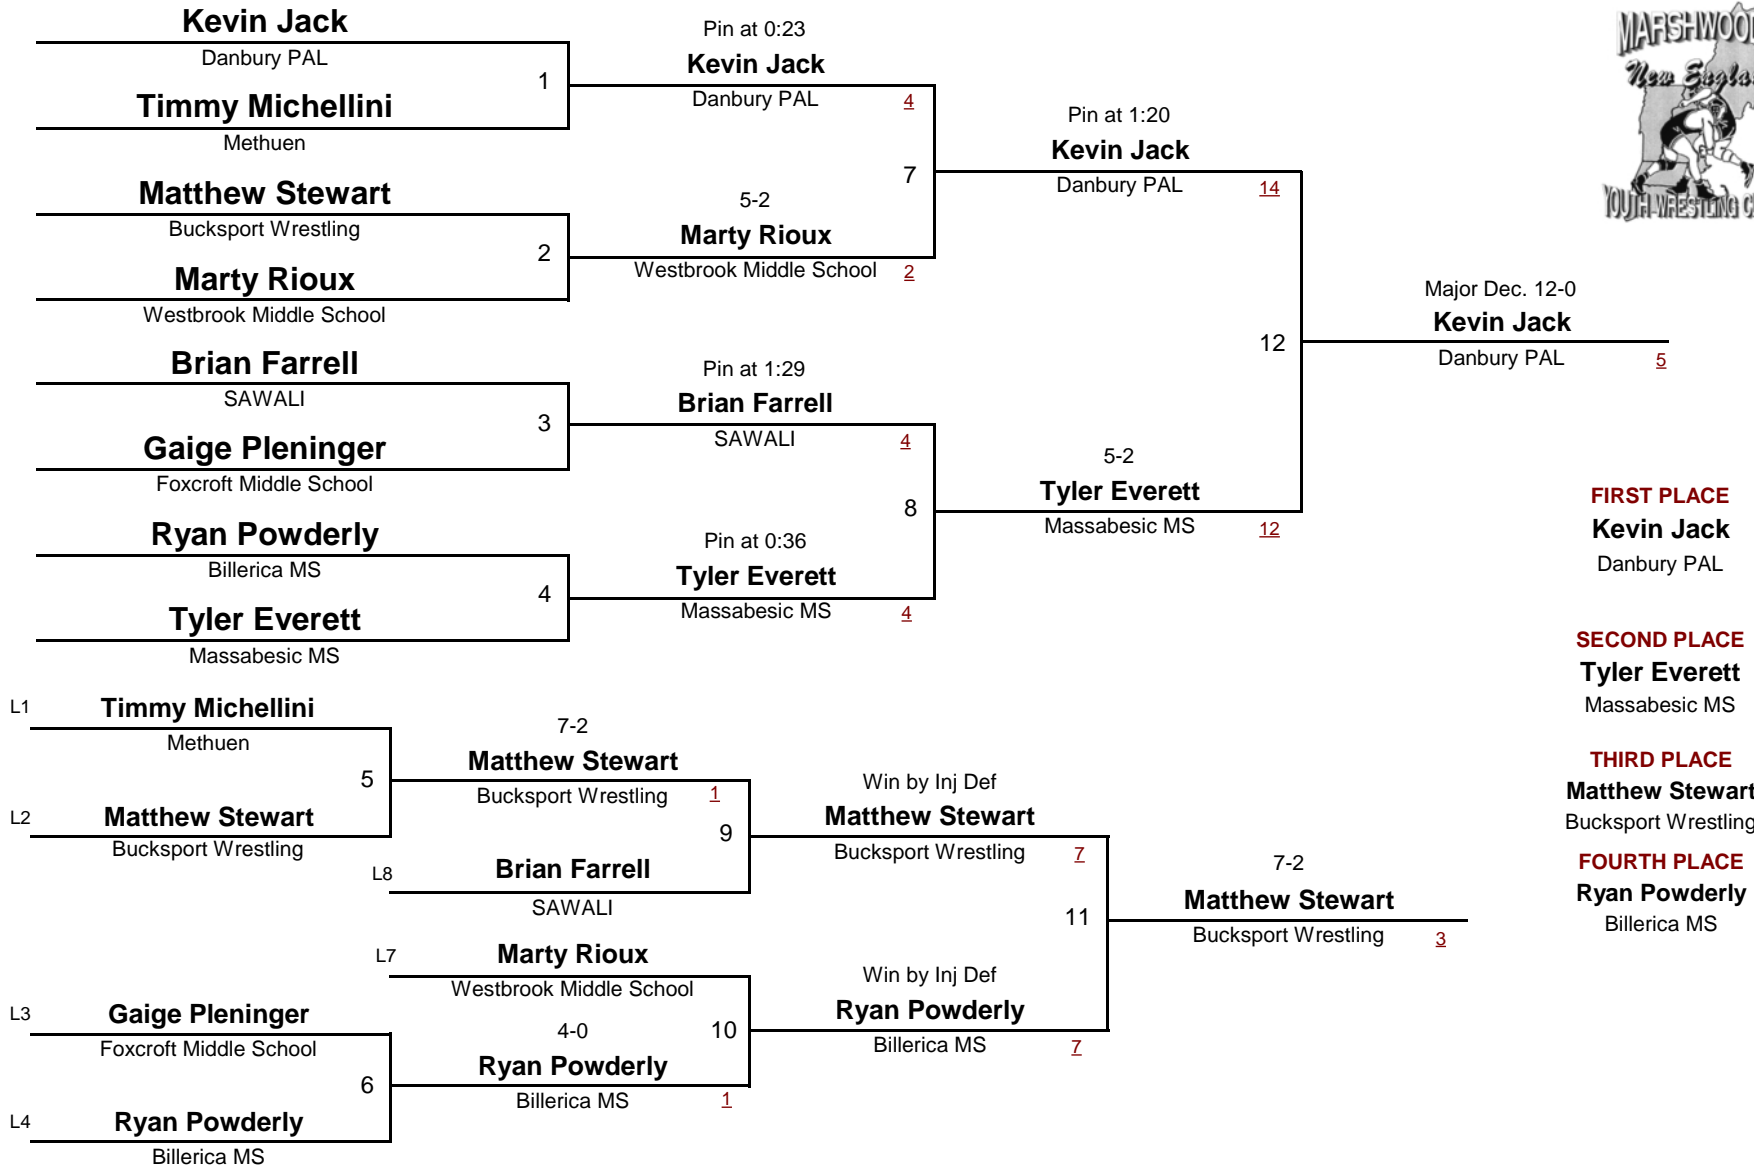 Kevin Jack
Danbury PAL
1
Timmy Michellini
Methuen
Matthew Stewart
Bucksport Wrestling
2
Marty Rioux
Westbrook Middle School
Brian Farrell
SAWALI
3
Gaige Pleninger
Foxcroft Middle School
Ryan Powderly
Billerica MS
4
Tyler Everett
Massabesic MS
Pin at 0:23
Kevin Jack
Danbury PAL 4
7
5-2
Marty Rioux
Westbrook Middle School 2
Pin at 1:29
Brian Farrell
SAWALI 4
8
Pin at 0:36
Tyler Everett
Massabesic MS 4
Pin at 1:20
Kevin Jack
Danbury PAL 14
12
5-2
Tyler Everett
Massabesic MS 12
Major Dec. 12-0
Kevin Jack
Danbury PAL 5
MARSHWOOD
New
YOUTH WRESTLING
FIRST PLACE
Kevin Jack
Danbury PAL
SECOND PLACE
Tyler Everett
Massabesic MS
THIRD PLACE
Matthew Stewart
Bucksport Wrestling
FOURTH PLACE
Ryan Powderly
Billerica MS
L1 Timmy Michellini
Methuen
5
L2 Matthew Stewart
Bucksport Wrestling
7-2
Matthew Stewart
Bucksport Wrestling 1
9
L8 Brian Farrell
SAWALI
L7 Marty Rioux
Westbrook Middle School
L3 Gaige Pleninger
Foxcroft Middle School
6
L4 Ryan Powderly
Billerica MS
4-0 10
Ryan Powderly
Billerica MS 1
Win by Inj Def
Matthew Stewart
Bucksport Wrestling 7
11
Win by Inj Def
Ryan Powderly
Billerica MS 7
7-2
Matthew Stewart
Bucksport Wrestling 3